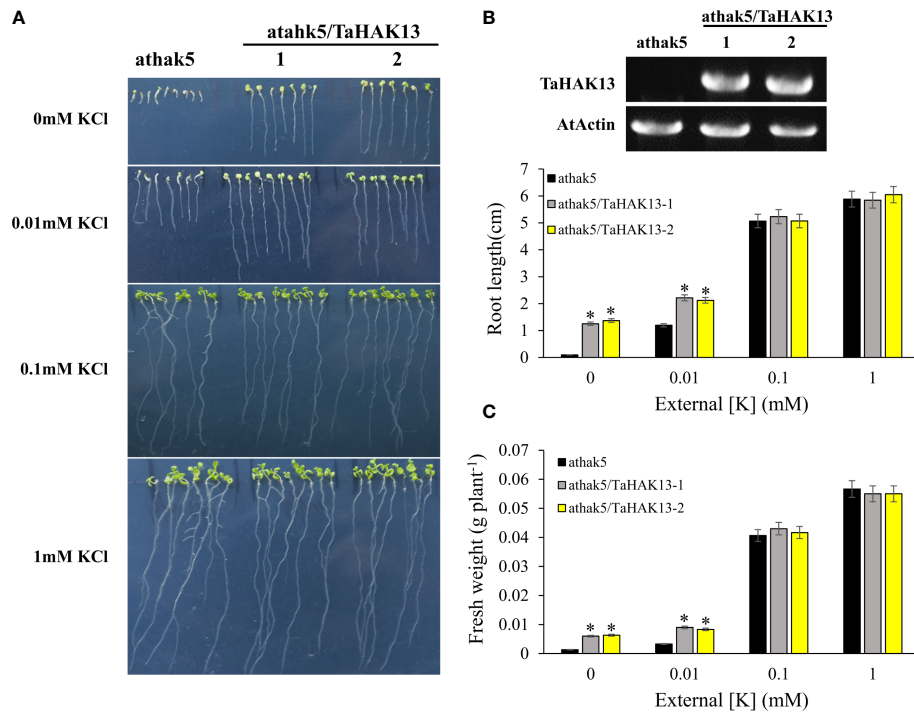 A
atahk5/TaHAK13
athak5 1 2
0mM KCl
0.01mM KCl
0.1mM KCl
1mM KCl
B
athak5/TaHAK13
athak5 1 2
TaHAK13
AtActin
7
6
5
4
3
2
1
0
Root length(cm)
athak5
athak5/TaHAK13-1
athak5/TaHAK13-2
* * * *
0 0.01 0.1 1
External [K] (mM)
C
0.07
0.06
0.05
0.04
0.03
0.02
0.01
0
Fresh weight (g plant⁻¹)
athak5
athak5/TaHAK13-1
athak5/TaHAK13-2
* * * *
0 0.01 0.1 1
External [K] (mM)